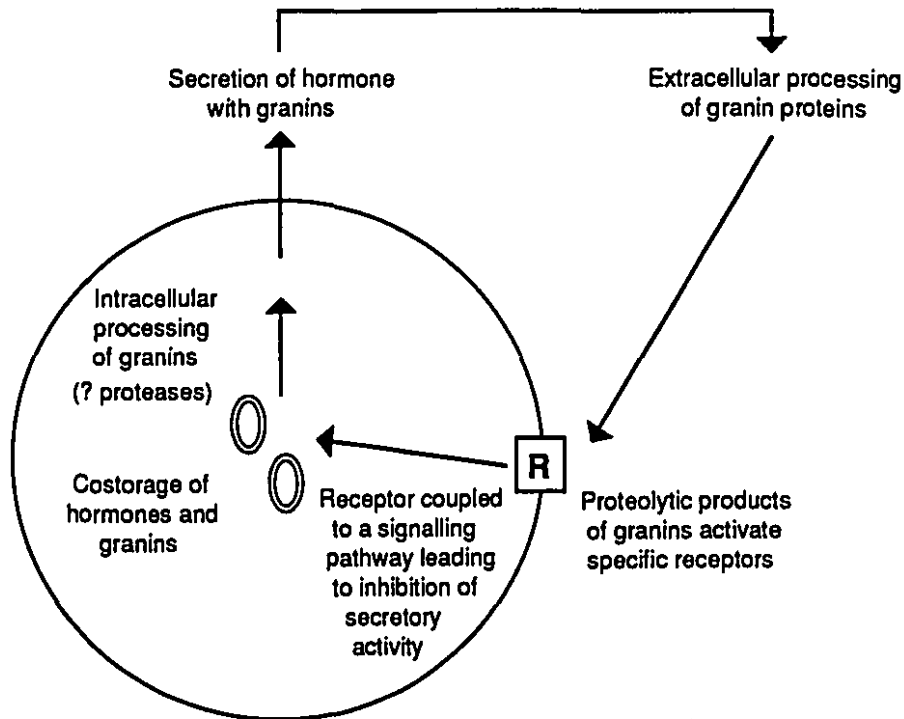 Secretion of hormone
with granins
Extracellular processing
of granin proteins
Intracellular
processing
of granins
(? proteases)
Costorage of
hormones and
granins
Receptor coupled
to a signalling
pathway leading
to inhibition of
secretory
activity
R
Proteolytic products
of granins activate
specific receptors